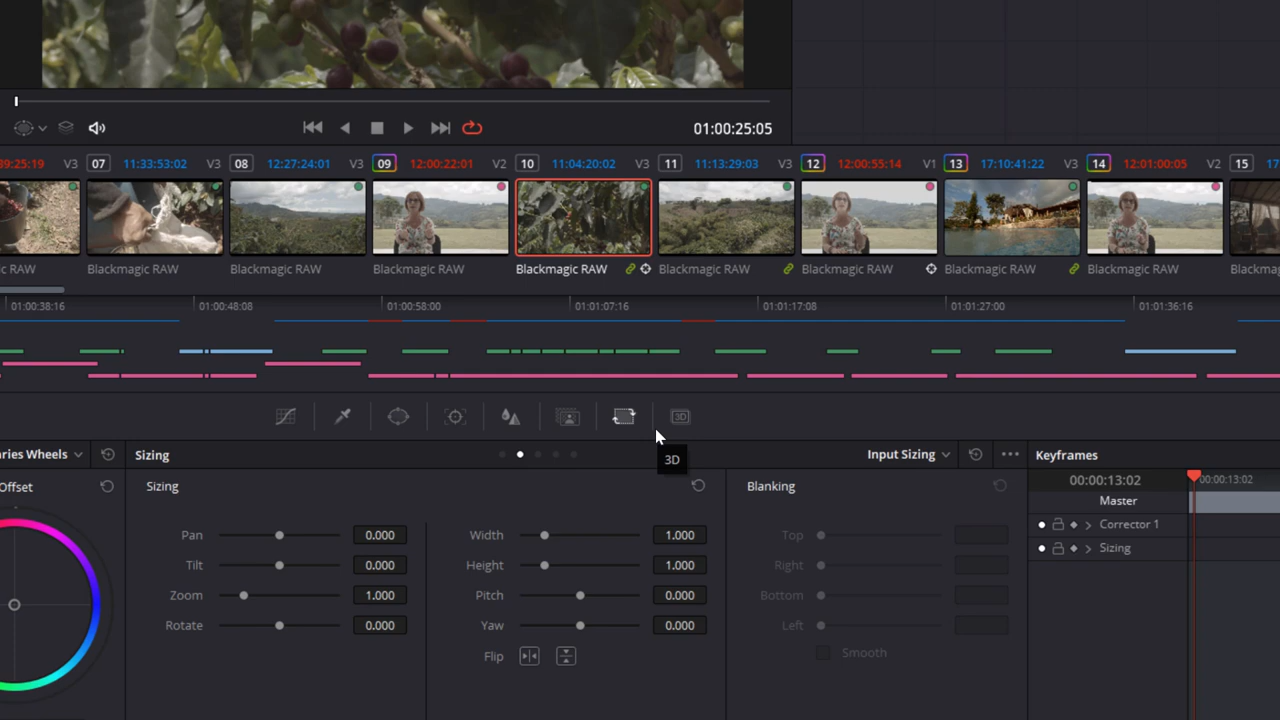 01:00:25:05
39:25:19 V3 07 11:33:53:02 V3 08 12:27:24:01 V3 09 12:00:22:01 V2 10 11:04:20:02 V3 11 11:13:29:03 V3 12 12:00:55:14 V1 13 17:10:41:22 V3 14 12:01:00:05 V2 15 17
c RAW Blackmagic RAW Blackmagic RAW Blackmagic RAW Blackmagic RAW Blackmagic RAW Blackmagic RAW Blackmagic RAW Blackmagic RAW Blackma
01:00:38:16 01:00:48:08 01:00:58:00 01:01:07:16 01:01:17:08 01:01:27:00 01:01:36:16
3D
3D
ries Wheels Sizing Input Sizing Keyframes
Offset Sizing Blanking 00:00:13:02 00:00:13:02
Master
Pan 0.000 Width 1.000 Top Corrector 1
Tilt 0.000 Height 1.000 Right Sizing
Zoom 1.000 Pitch 0.000 Bottom
Rotate 0.000 Yaw 0.000 Left
Flip Smooth